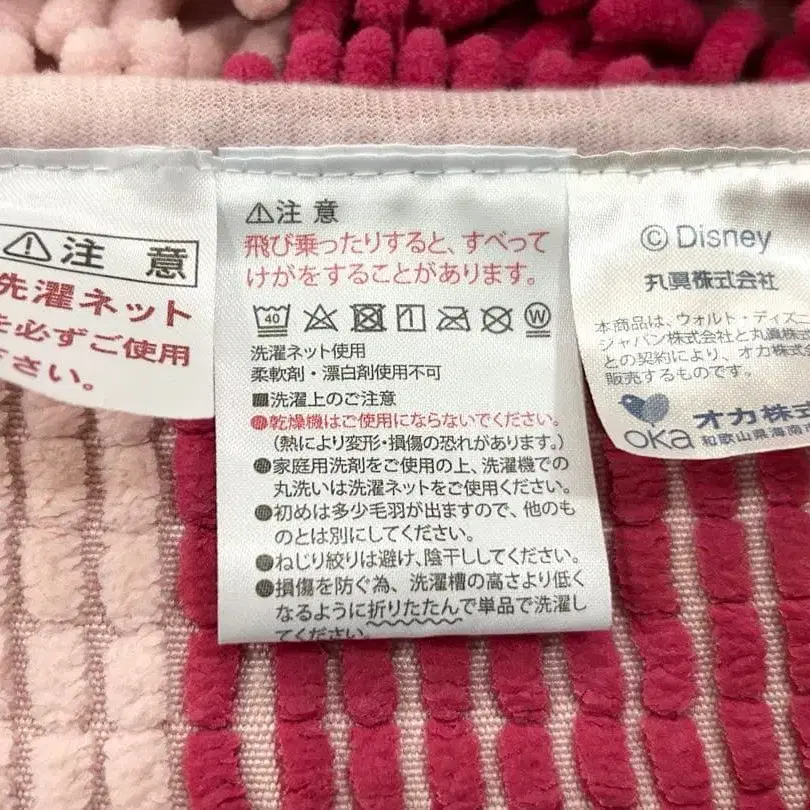 ⚠注意
先濯ネット
を必ずご使用
ださい。
⚠注意
飛び乗ったりすると、すべって
けがをすることがあります。
40
W
洗濯ネット使用
柔軟剤・漂白剤使用不可
■洗濯上のご注意
●乾燥機はご使用にならないでください。
(熱により変形・損傷の恐れがあります。)
●家庭用洗剤をご使用の上、洗濯機での
丸洗いは洗濯ネットをご使用ください。
●初めは多少毛羽が出ますので、他のも
のとは別にしてください。
●ねじり絞りは避け、陰干ししてください。
●損傷を防ぐ為、洗濯槽の高さより低く
なるように折りたたんで単品で洗濯し
てください。
© Disney
丸眞株式会社
本商品は、ウォルト・ディズニ
ジャパン株式会社と丸眞株式
との契約により、オカ株式会
販売するものです。
oka
オカ株式
和歌山県海南市